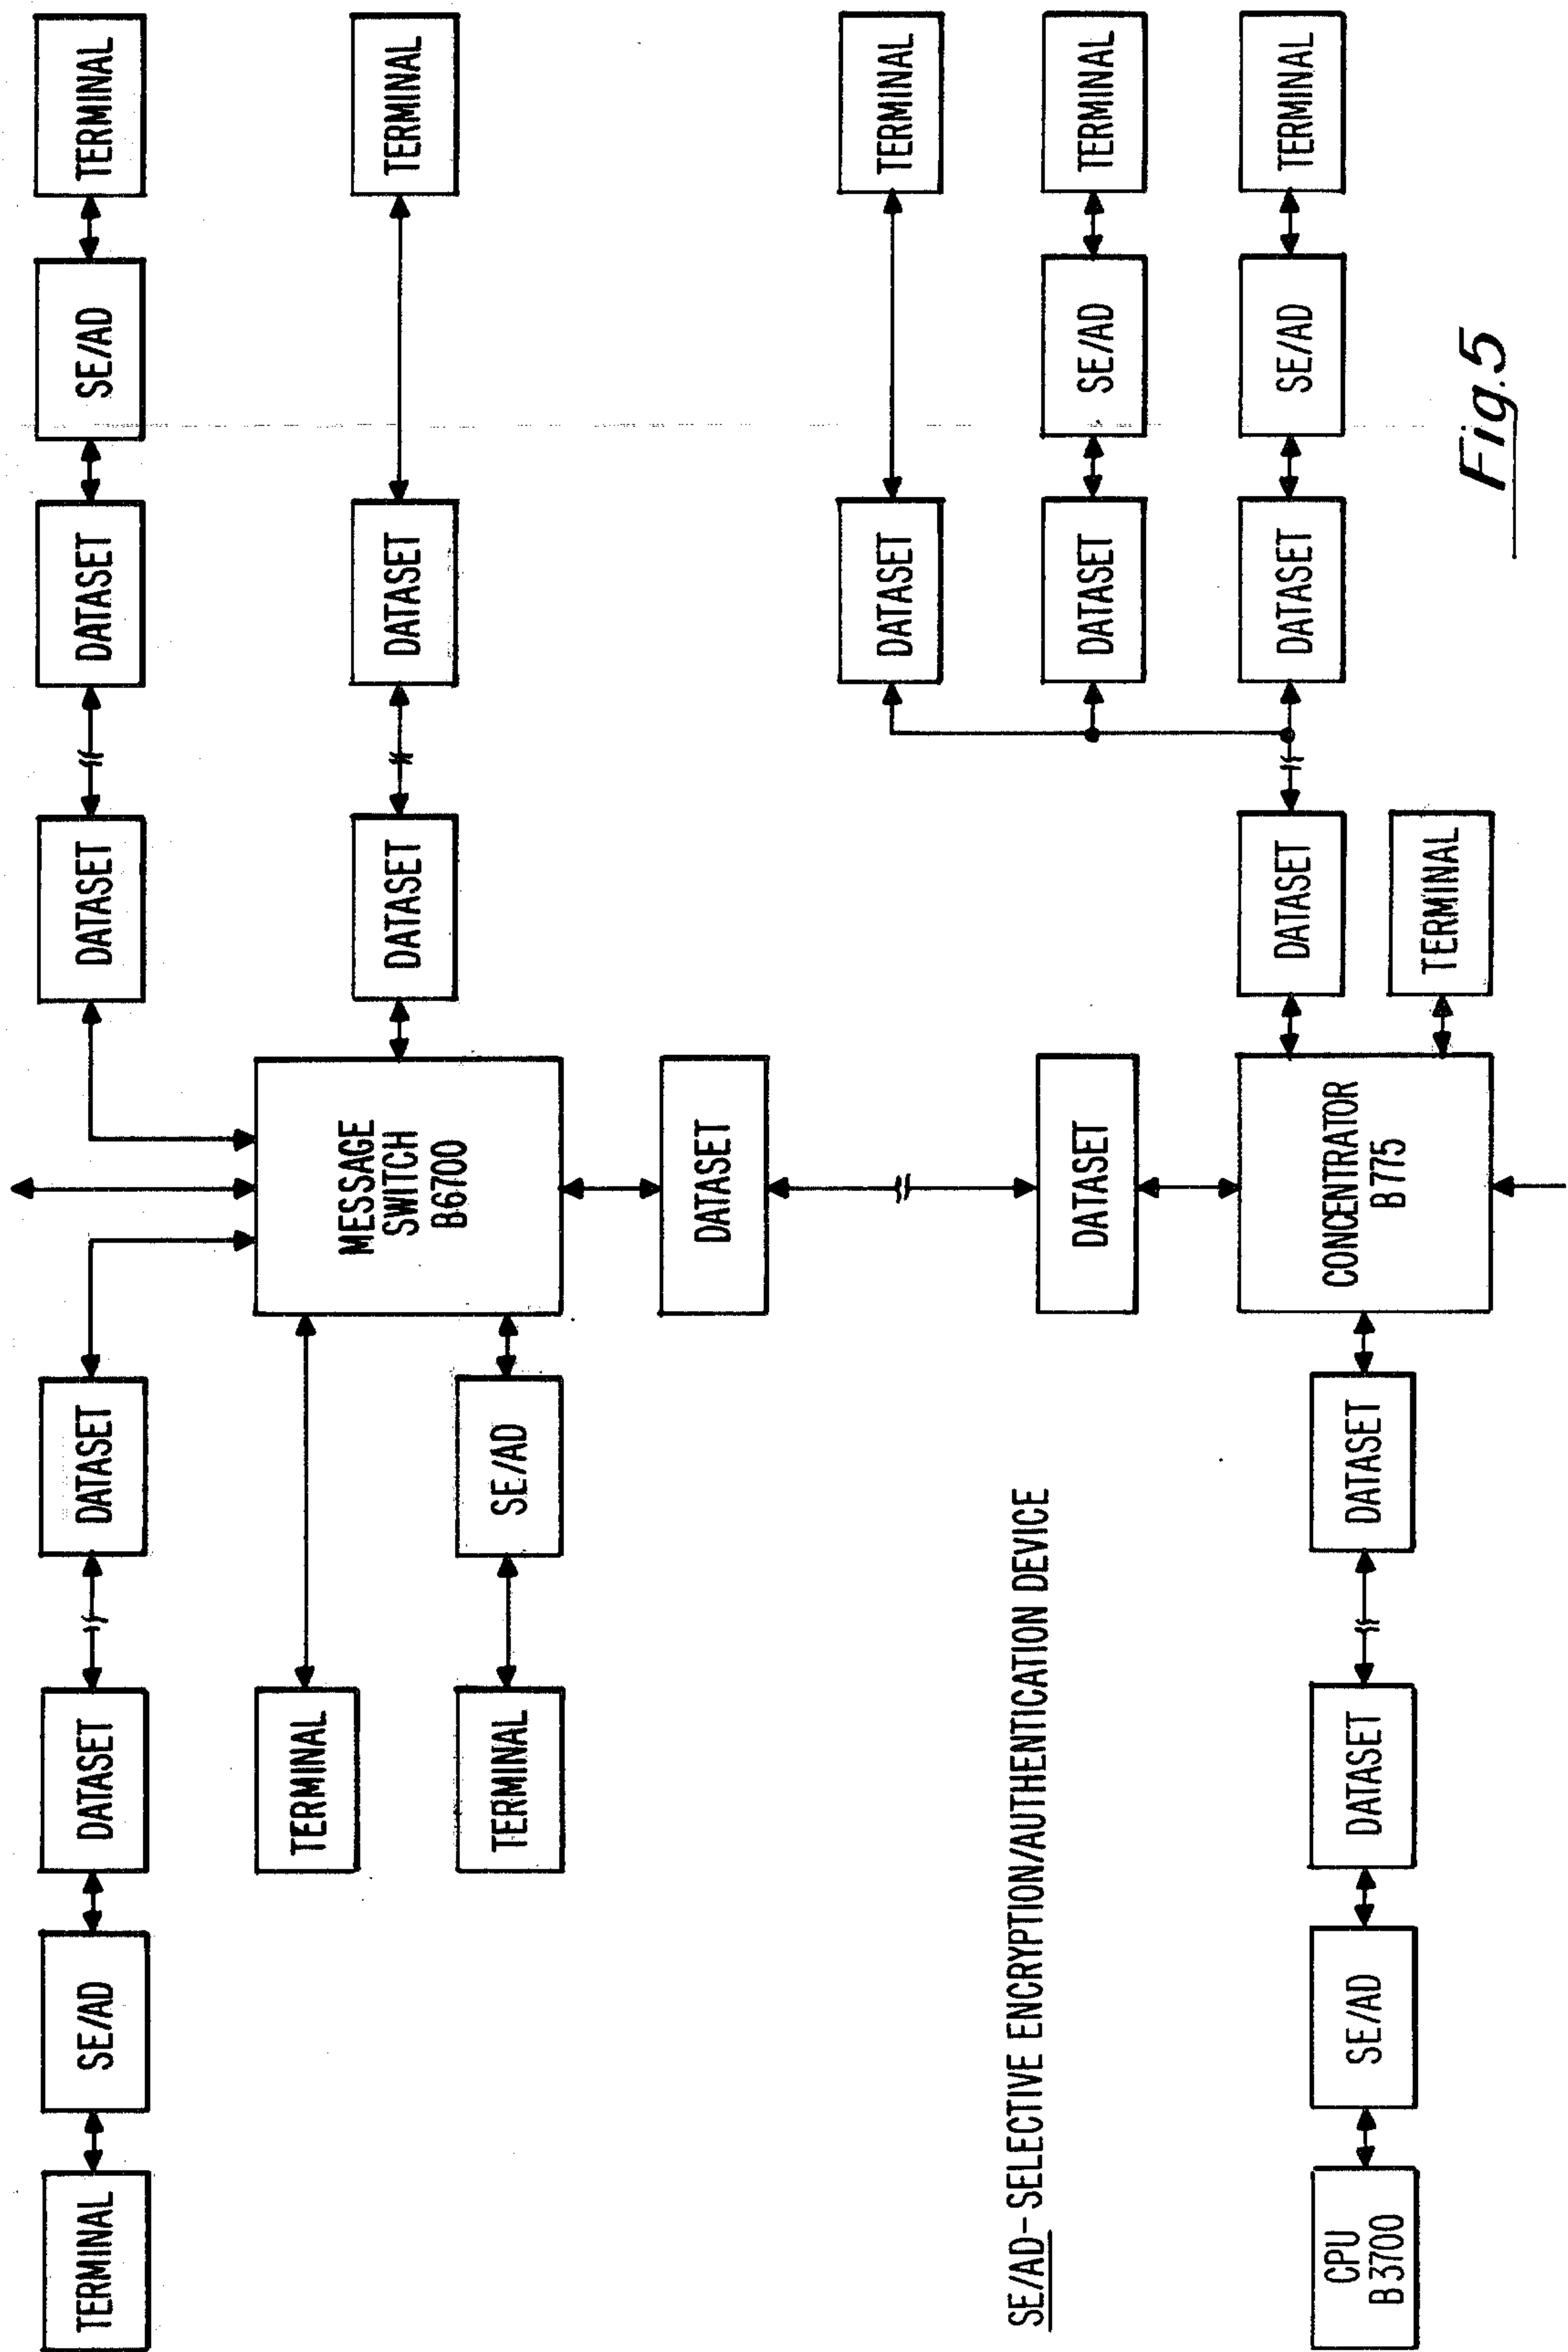 TERMINAL
SE/AD
DATASET
DATASET
DATASET
DATASET
SE/AD
TERMINAL
TERMINAL
MESSAGE
SWITCH
B6700
DATASET
DATASET
TERMINAL
TERMINAL
SE/AD
DATASET
DATASET
TERMINAL
SE/AD-SELECTIVE ENCRYPTION/AUTHENTICATION DEVICE
DATASET
DATASET
SE/AD
TERMINAL
CPU
B 3700
SE/AD
DATASET
DATASET
CONCENTRATOR
B 775
DATASET
DATASET
SE/AD
TERMINAL
TERMINAL
Fig.5